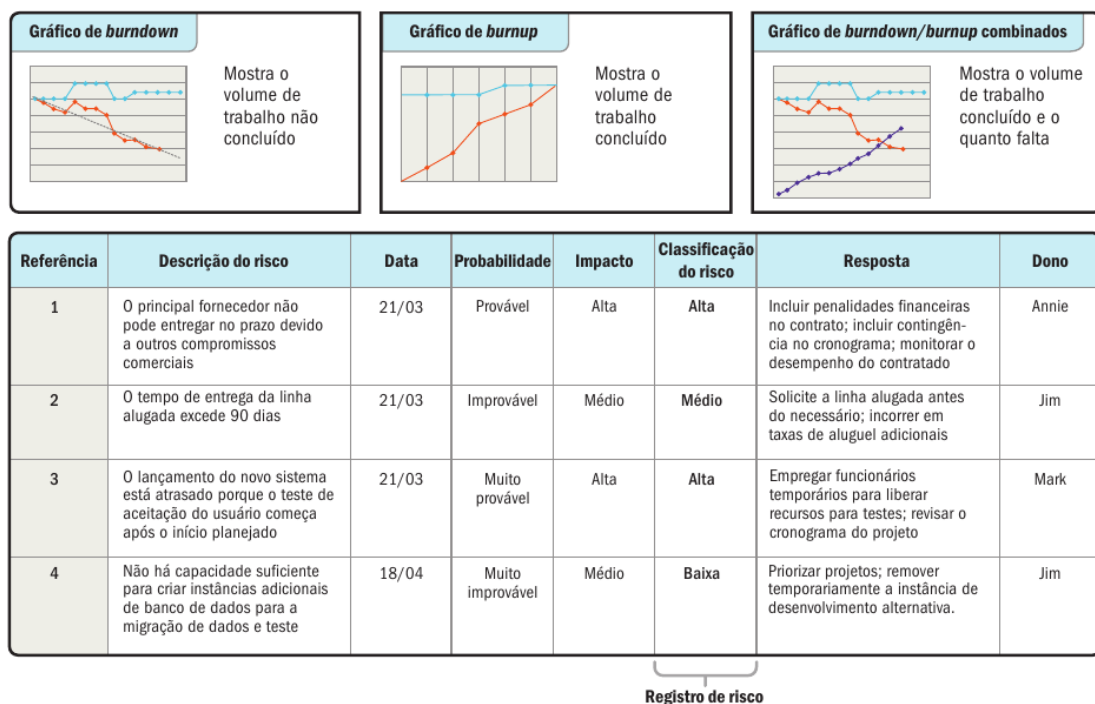 Gráfico de burndown
Mostra o
volume de
trabalho não
concluído
Gráfico de burnup
Mostra o
volume de
trabalho
concluído
Gráfico de burndown/burnup combinados
Mostra o volume
de trabalho
concluído e o
quanto falta
Referência
Descrição do risco
Data
Probabilidade
Impacto
Classificação
do risco
Resposta
Dono
1
O principal fornecedor não
pode entregar no prazo devido
a outros compromissos
comerciais
21/03
Provável
Alta
Alta
Incluir penalidades financeiras
no contrato; incluir contingên-
cia no cronograma; monitorar o
desempenho do contratado
Annie
2
O tempo de entrega da linha
alugada excede 90 dias
21/03
Improvável
Médio
Médio
Solicite a linha alugada antes
do necessário; incorrer em
taxas de aluguel adicionais
Jim
3
O lançamento do novo sistema
está atrasado porque o teste de
aceitação do usuário começa
após o início planejado
21/03
Muito
provável
Alta
Alta
Empregar funcionários
temporários para liberar
recursos para testes; revisar o
cronograma do projeto
Mark
4
Não há capacidade suficiente
para criar instâncias adicionais
de banco de dados para a
migração de dados e teste
18/04
Muito
improvável
Médio
Baixa
Priorizar projetos; remover
temporariamente a instância de
desenvolvimento alternativa.
Jim
Registro de risco